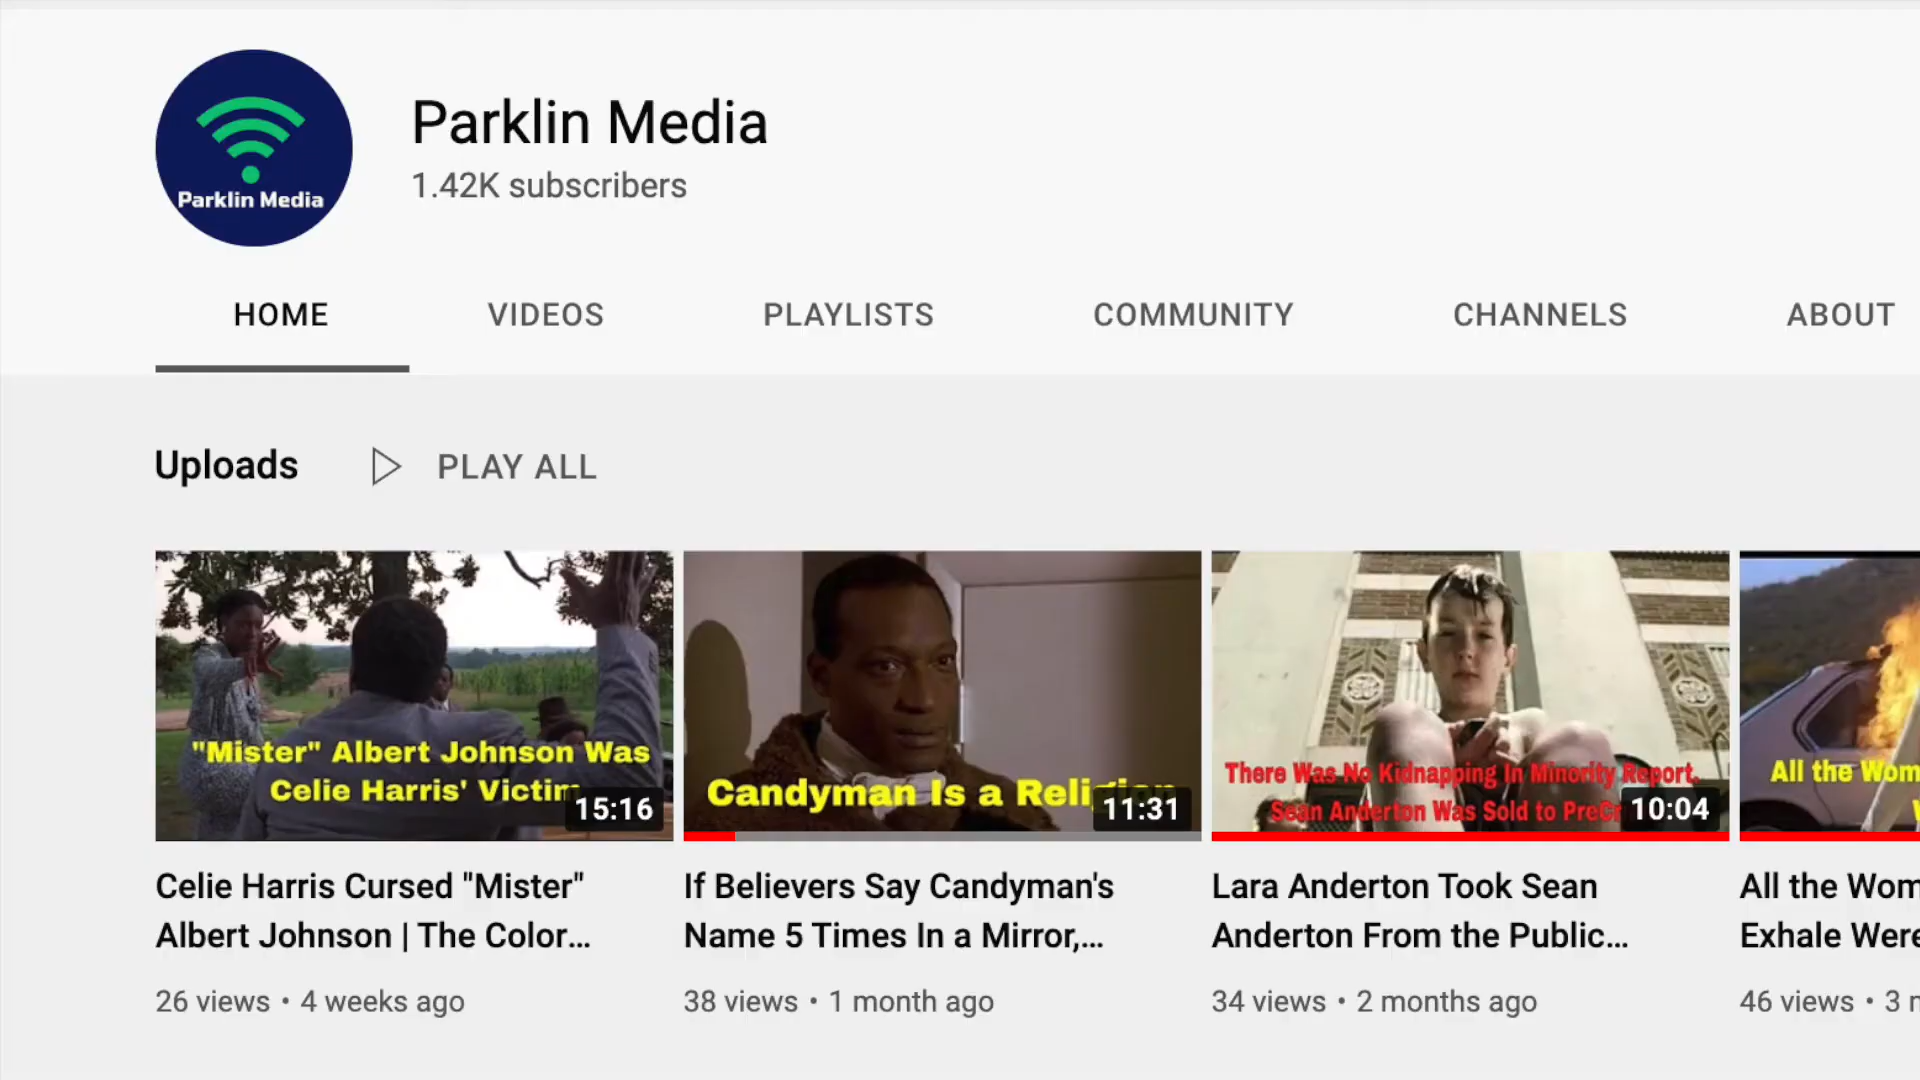 Parklin Media
Parklin Media
1.42K subscribers
HOME
VIDEOS
PLAYLISTS
COMMUNITY
CHANNELS
ABOUT
Uploads
PLAY ALL
"Mister" Albert Johnson Was
Celie Harris' Victim
15:16
Candyman Is a Religion
11:31
There Was No Kidnapping In Minority Report.
Sean Anderton Was Sold to PreCr
10:04
All the Wom
Celie Harris Cursed "Mister"
Albert Johnson | The Color...
26 views • 4 weeks ago
If Believers Say Candyman's
Name 5 Times In a Mirror,...
38 views • 1 month ago
Lara Anderton Took Sean
Anderton From the Public...
34 views • 2 months ago
All the Wom
Exhale Were
46 views • 3 m